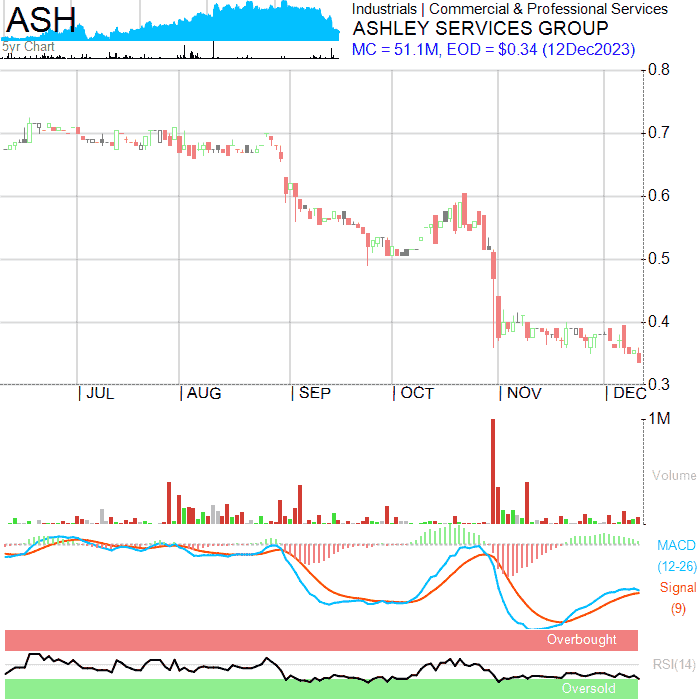 ASH
5yr Chart
Industrials | Commercial & Professional Services
ASHLEY SERVICES GROUP
MC = 51.1M, EOD = $0.34 (12Dec2023)
0.8
0.7
0.6
0.5
0.4
0.3
| JUL | AUG | SEP | OCT | NOV | DEC
1M
Volume
MACD
(12-26)
Signal
(9)
Overbought
RSI(14)
Oversold